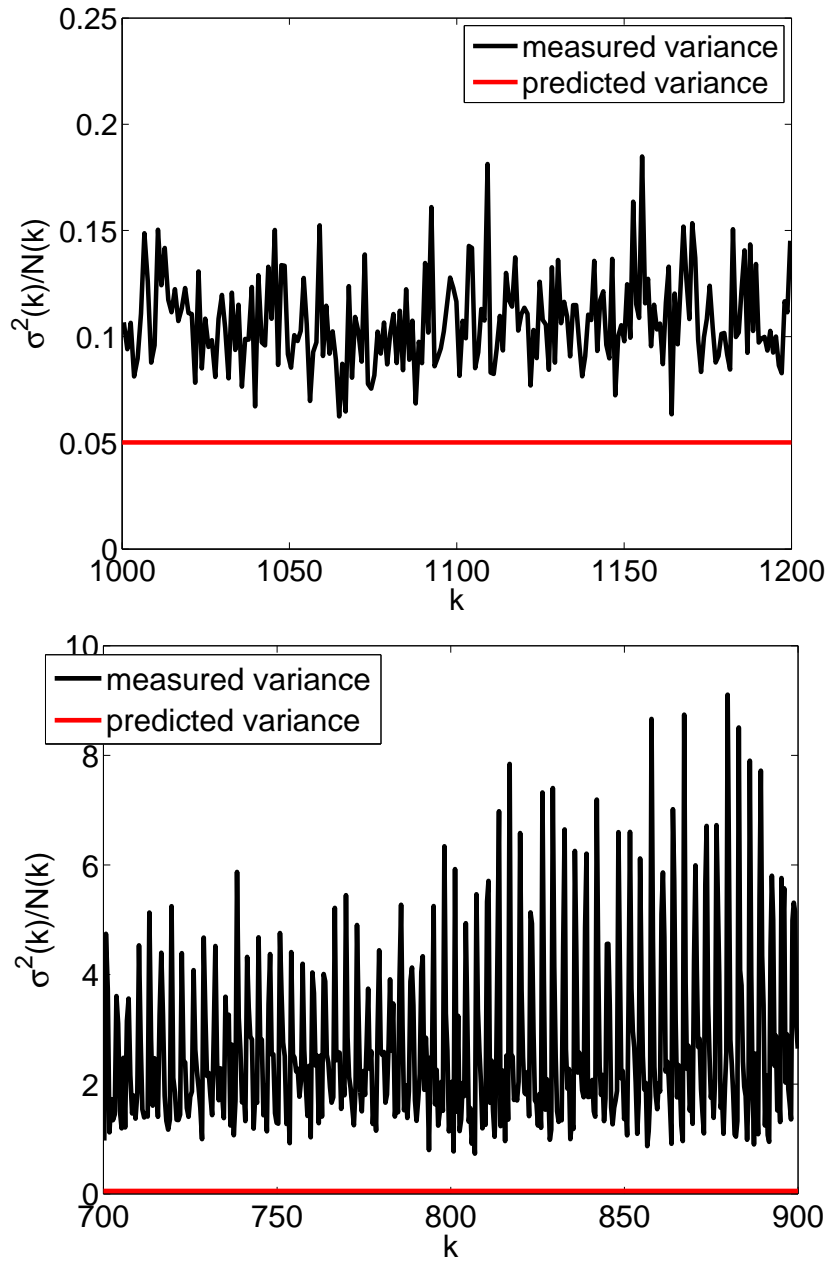 0.25
measured variance
predicted variance
0.2
0.15
σ²(k)/N(k)
0.1
0.05
0
1000
1050
1100
1150
1200
k
10
measured variance
predicted variance
8
6
σ²(k)/N(k)
4
2
0
700
750
800
850
900
k